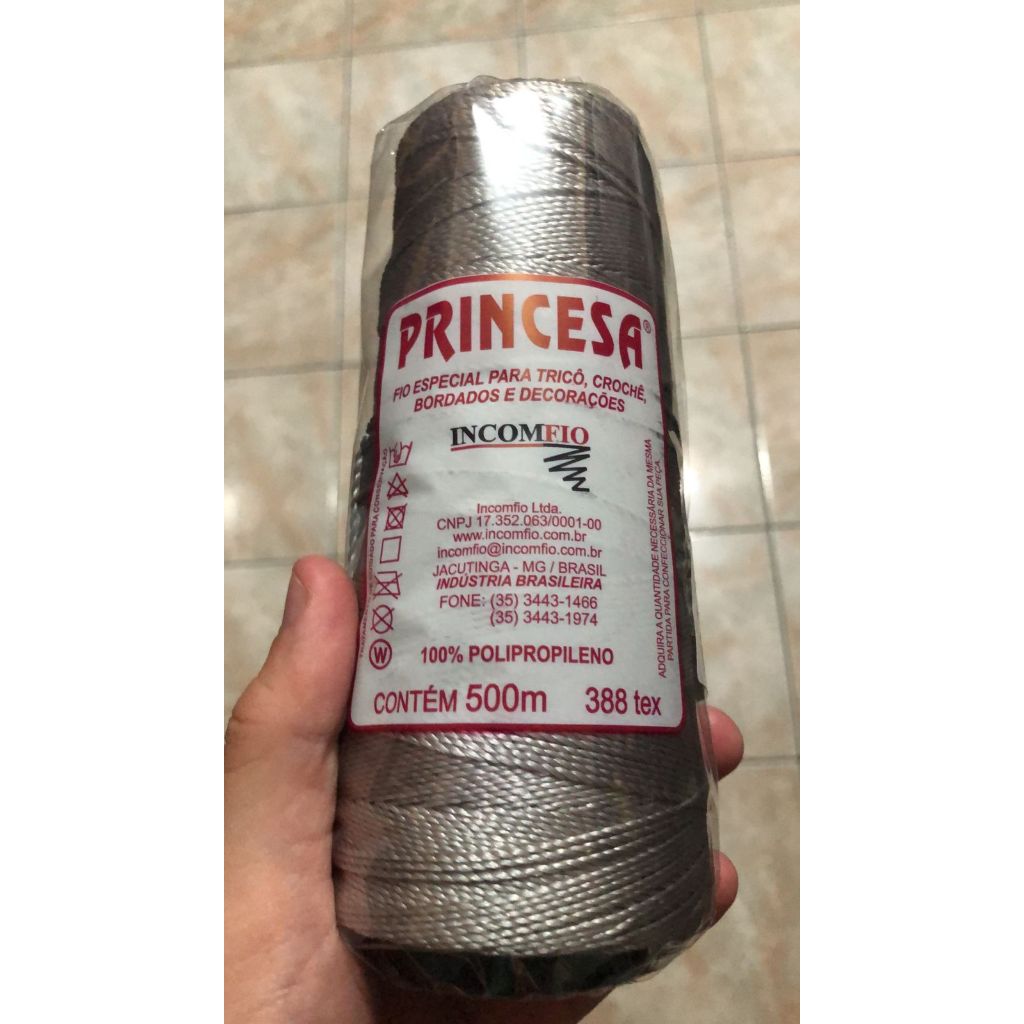 PRINCESA®
FIO ESPECIAL PARA TRICÔ, CROCHÊ,
BORDADOS E DECORAÇÕES
INCOMFIO
Incomfio Ltda.
CNPJ 17.352.063/0001-00
www.incomfio.com.br
incomfio@incomfio.com.br
JACUTINGA - MG / BRASIL
INDÚSTRIA BRASILEIRA
FONE: (35) 3443-1466
(35) 3443-1974
100% POLIPROPILENO
CONTÉM 500m 388 tex
PARA CONSERVAÇÃO
W
ADQUIRA A QUANTIDADE NECESSÁRIA DA MESMA
PARTIDA PARA CONFECCIONAR SUA PEÇA.